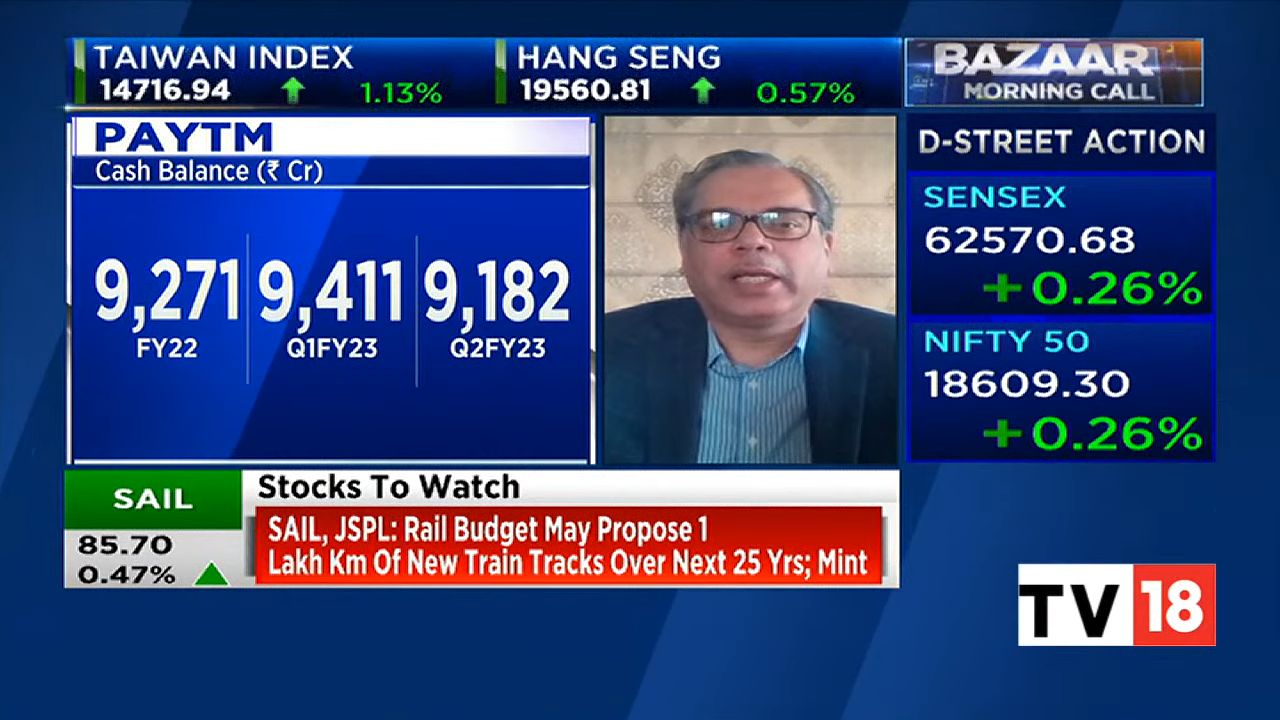 TAIWAN INDEX
14716.94 1.13%
HANG SENG
19560.81 0.57%
BAZAAR
MORNING CALL
PAYTM
Cash Balance (₹ Cr)
9,271 9,411 9,182
FY22 Q1FY23 Q2FY23
D-STREET ACTION
SENSEX
62570.68
+0.26%
NIFTY 50
18609.30
+0.26%
SAIL
85.70
0.47%
Stocks To Watch
SAIL, JSPL: Rail Budget May Propose 1
Lakh Km Of New Train Tracks Over Next 25 Yrs; Mint
TV18